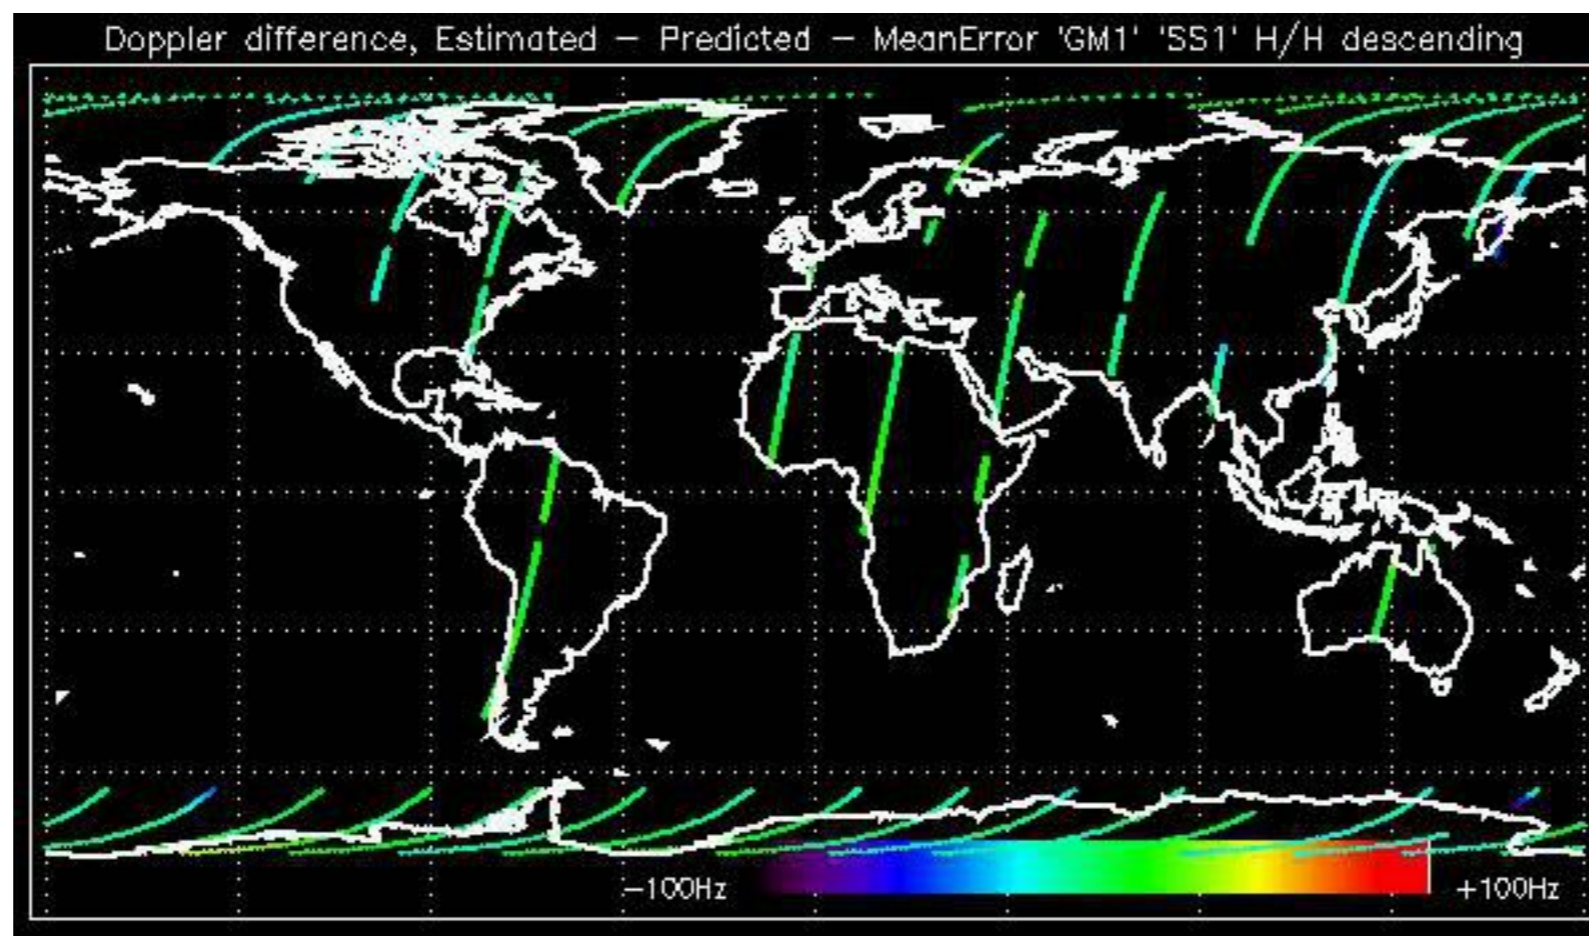 Doppler difference, Estimated – Predicted – MeanError 'GM1' 'SS1' H/H descending
–100Hz
+100Hz